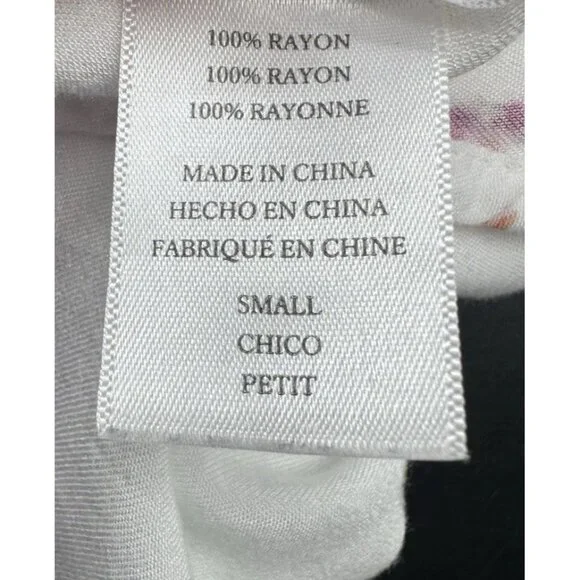 100% RAYON
100% RAYON
100% RAYONNE
MADE IN CHINA
HECHO EN CHINA
FABRIQUÉ EN CHINE
SMALL
CHICO
PETIT